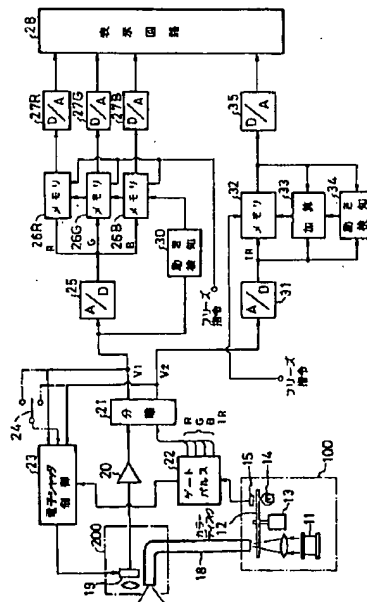 28
表示回路
27R
D/A
27G
D/A
27B
D/A
35
D/A
26R
メモリ
26G
メモリ
26B
メモリ
R
G
B
30
動き検知
32
メモリ
33
加算
34
動き検知
IR
25
A/D
31
A/D
フリーズ指令
フリーズ指令
V1
V2
24
23
電子シャッタ制御
21
分離
20
22
ゲートパルス
R
G
B
IR
200
19
18
カラーディスク
15
14
12
13
11
100